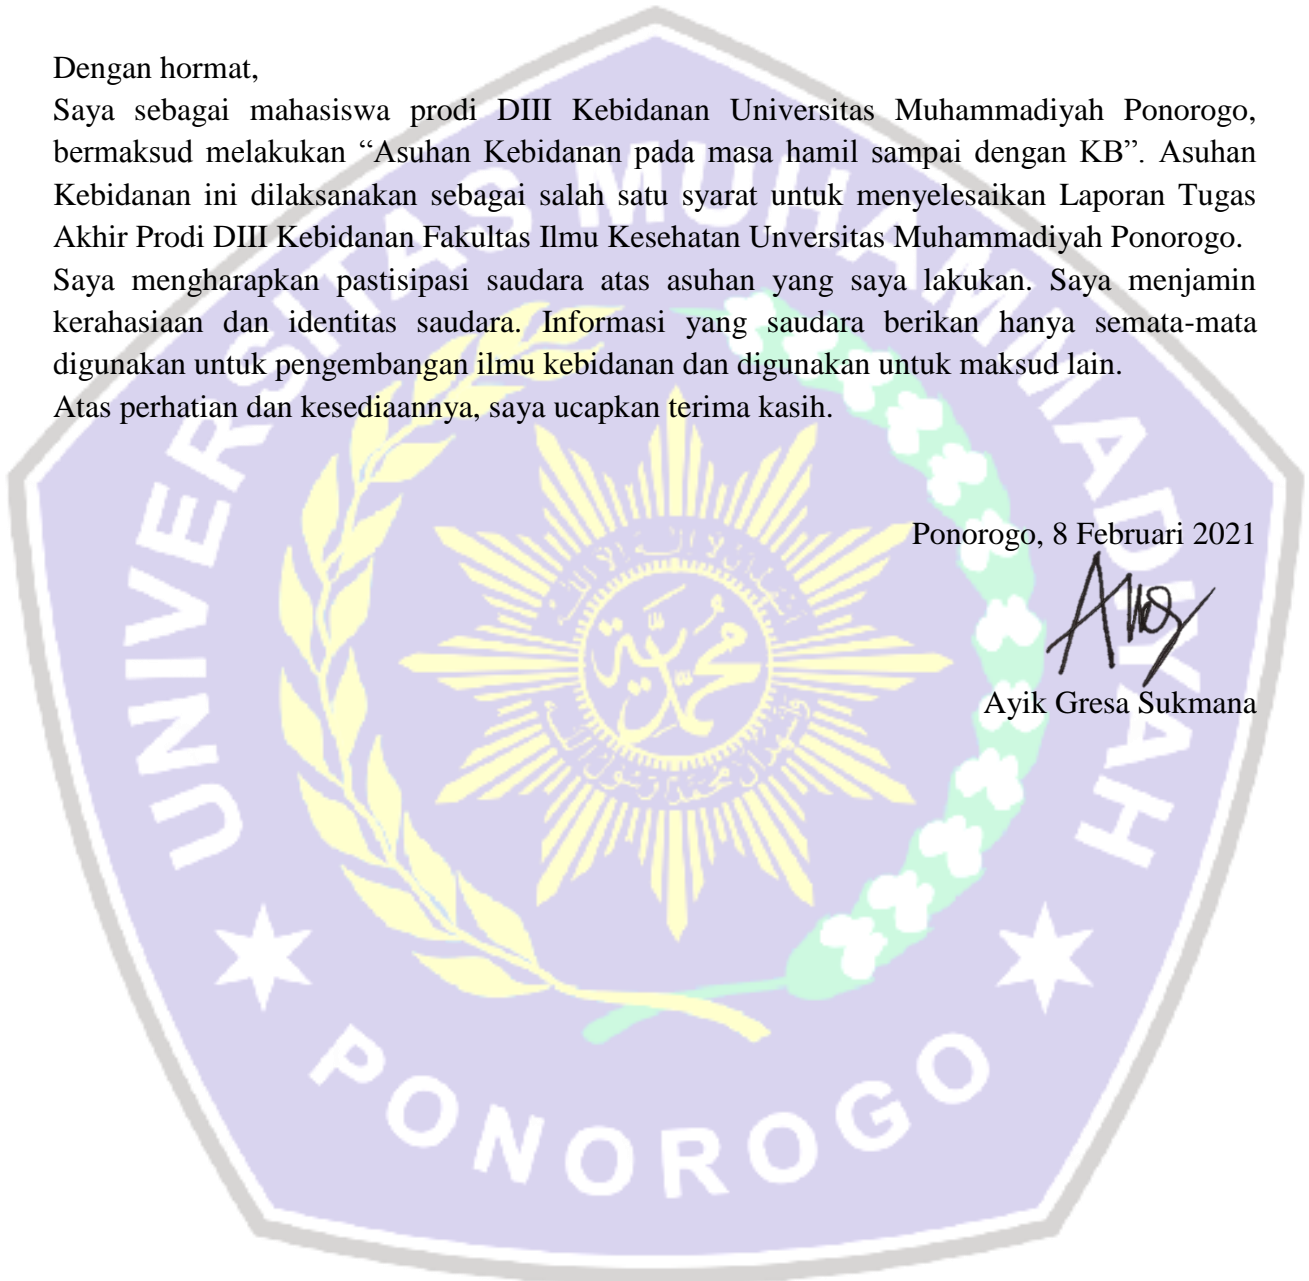 Dengan hormat,
Saya sebagai mahasiswa prodi DIII Kebidanan Universitas Muhammadiyah Ponorogo,
bermaksud melakukan “Asuhan Kebidanan pada masa hamil sampai dengan KB”. Asuhan
Kebidanan ini dilaksanakan sebagai salah satu syarat untuk menyelesaikan Laporan Tugas
Akhir Prodi DIII Kebidanan Fakultas Ilmu Kesehatan Unversitas Muhammadiyah Ponorogo.
Saya mengharapkan pastisipasi saudara atas asuhan yang saya lakukan. Saya menjamin
kerahasiaan dan identitas saudara. Informasi yang saudara berikan hanya semata-mata
digunakan untuk pengembangan ilmu kebidanan dan digunakan untuk maksud lain.
Atas perhatian dan kesediaannya, saya ucapkan terima kasih.
Ponorogo, 8 Februari 2021
Ayik Gresa Sukmana
UNIVERSITAS MUHAMMADIYAH
PONOROGO
محمدية